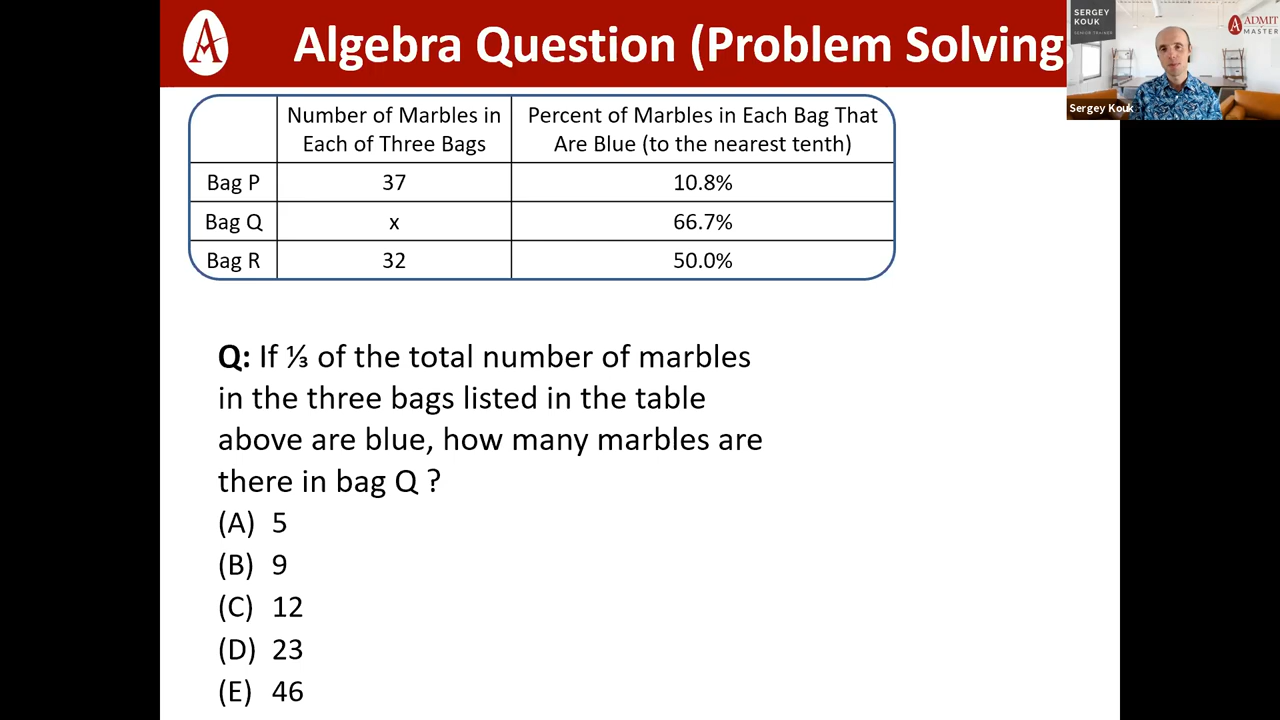 Algebra Question (Problem Solving
SERGEY
KOUK
SENIOR TRAINER
ADMIT
MASTER
Sergey Kouk
Number of Marbles in Each of Three Bags
Percent of Marbles in Each Bag That Are Blue (to the nearest tenth)
Bag P 37 10.8%
Bag Q x 66.7%
Bag R 32 50.0%
Q: If ⅓ of the total number of marbles
in the three bags listed in the table
above are blue, how many marbles are
there in bag Q ?
(A) 5
(B) 9
(C) 12
(D) 23
(E) 46